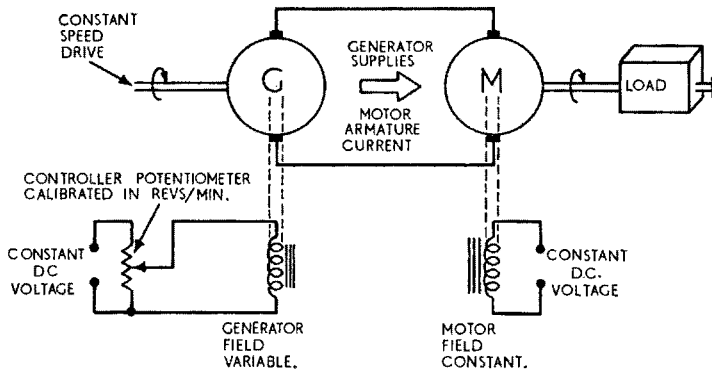 CONSTANT
SPEED
DRIVE
G
GENERATOR
SUPPLIES
MOTOR
ARMATURE
CURRENT
M
LOAD
CONTROLLER POTENTIOMETER
CALIBRATED IN REVS/MIN.
CONSTANT
DC
VOLTAGE
GENERATOR
FIELD
VARIABLE.
MOTOR
FIELD
CONSTANT.
CONSTANT
D.C.
VOLTAGE